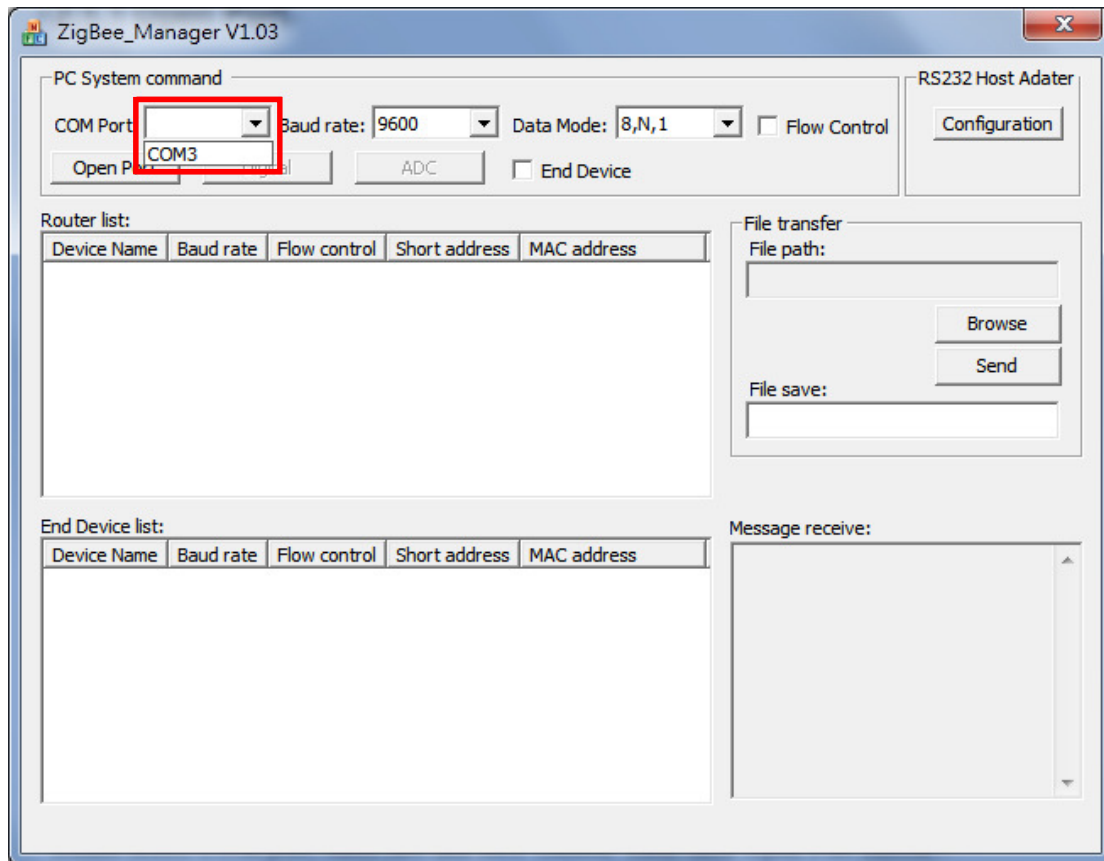 ZigBee_Manager V1.03
PC System command
RS232 Host Adater
COM Port
Baud rate: 9600
Data Mode: 8,N,1
Flow Control
Configuration
COM3
Open Port
Digital
ADC
End Device
Router list:
Device Name Baud rate Flow control Short address MAC address
File transfer
File path:
Browse
Send
File save:
End Device list:
Device Name Baud rate Flow control Short address MAC address
Message receive: